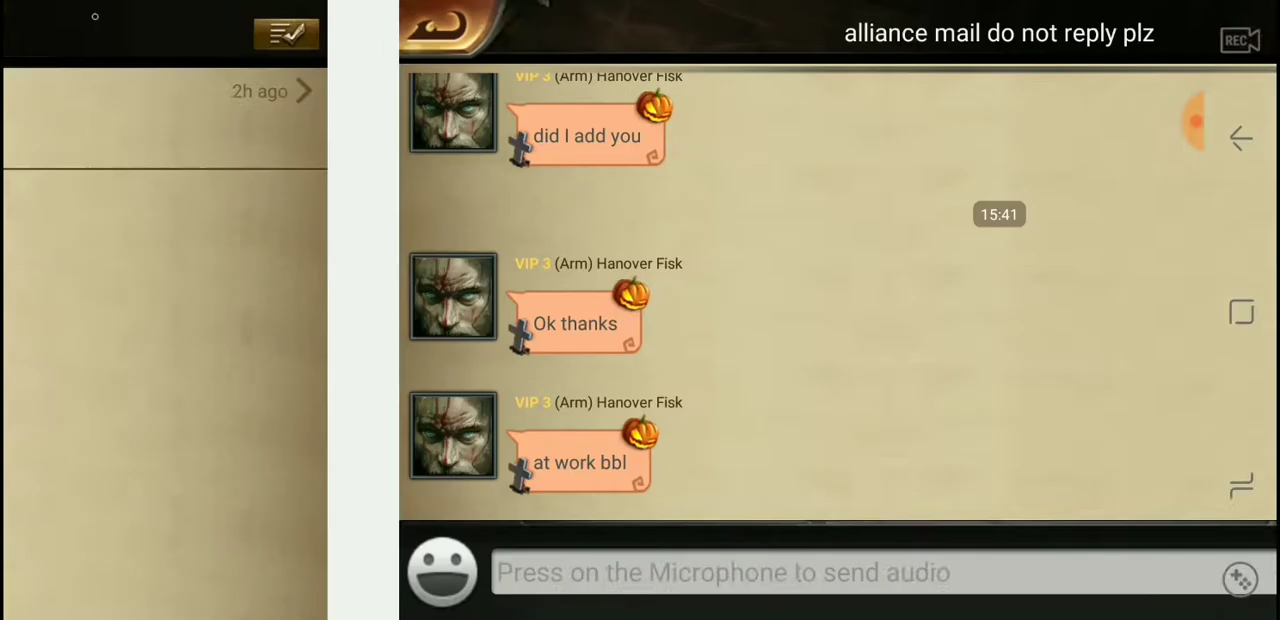 2h ago
alliance mail do not reply plz
REC
VIP 3 (Arm) Hanover Fisk
did I add you
15:41
VIP 3 (Arm) Hanover Fisk
Ok thanks
VIP 3 (Arm) Hanover Fisk
at work bbl
Press on the Microphone to send audio